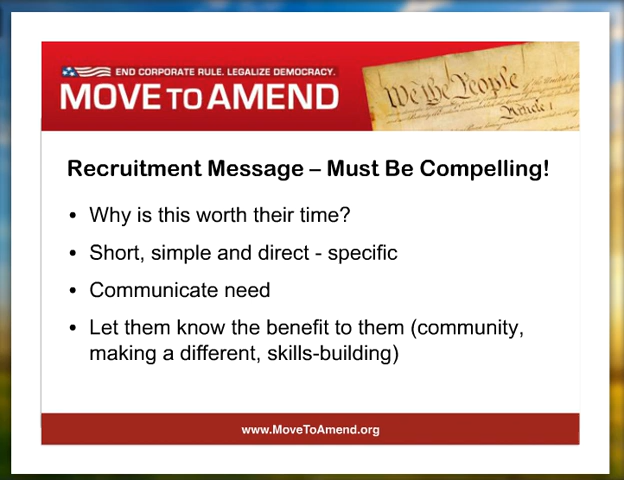 END CORPORATE RULE. LEGALIZE DEMOCRACY.
MOVE TO AMEND
We the People
Article 1
Recruitment Message – Must Be Compelling!
• Why is this worth their time?
• Short, simple and direct - specific
• Communicate need
• Let them know the benefit to them (community,
making a different, skills-building)
www.MoveToAmend.org